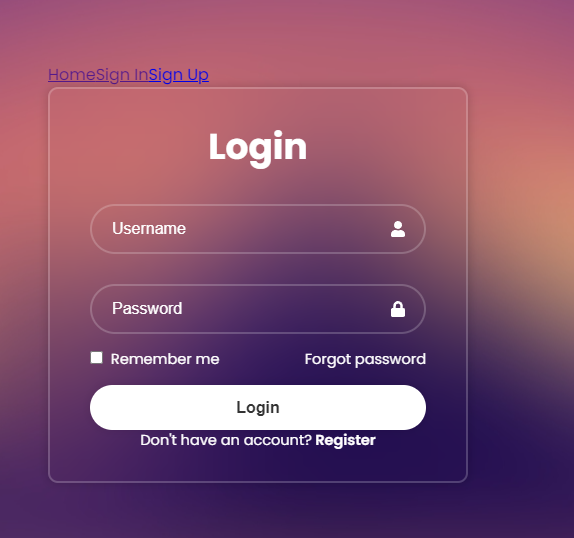 HomeSign InSign Up
Login
Username
Password
Remember me Forgot password
Login
Don't have an account? Register